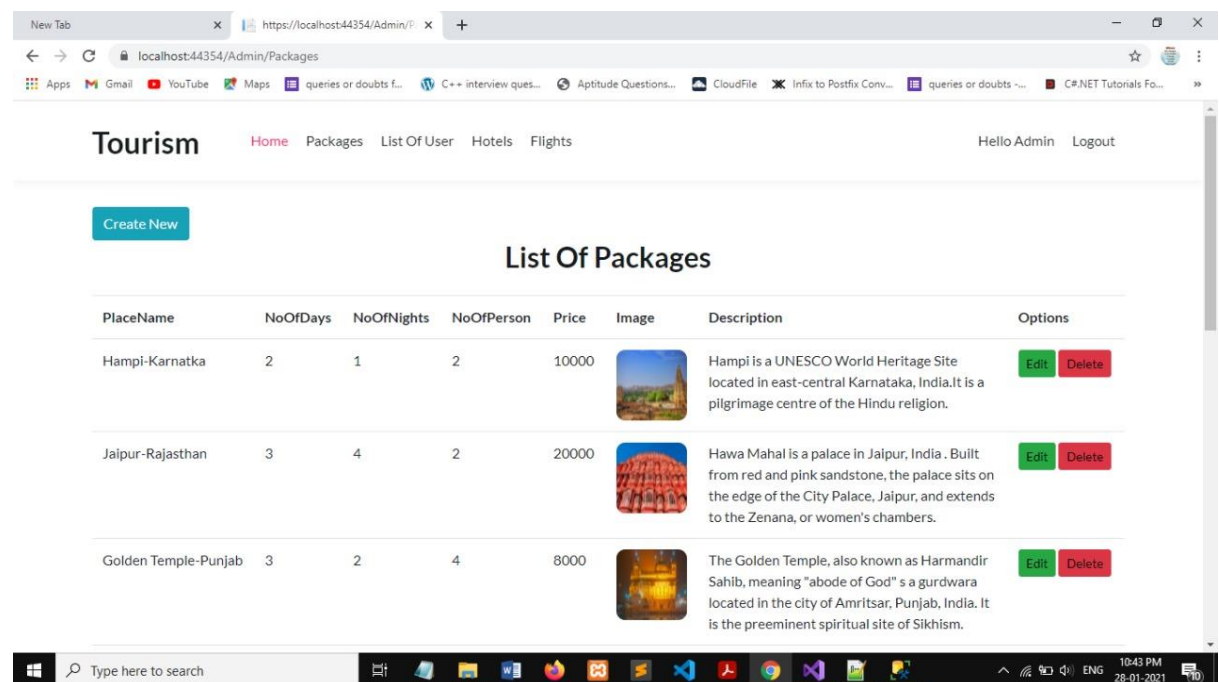 New Tab
https://localhost:44354/Admin/P
localhost:44354/Admin/Packages
Apps Gmail YouTube Maps queries or doubts f... C++ interview ques... Aptitude Questions... CloudFile Infix to Postfix Conv... queries or doubts -... C#.NET Tutorials Fo...
Tourism Home Packages List Of User Hotels Flights Hello Admin Logout
Create New
List Of Packages
PlaceName NoOfDays NoOfNights NoOfPerson Price Image Description Options
Hampi-Karnatka 2 1 2 10000 Hampi is a UNESCO World Heritage Site Edit Delete
located in east-central Karnataka, India.It is a
pilgrimage centre of the Hindu religion.
Jaipur-Rajasthan 3 4 2 20000 Hawa Mahal is a palace in Jaipur, India . Built Edit Delete
from red and pink sandstone, the palace sits on
the edge of the City Palace, Jaipur, and extends
to the Zenana, or women's chambers.
Golden Temple-Punjab 3 2 4 8000 The Golden Temple, also known as Harmandir Edit Delete
Sahib, meaning "abode of God" s a gurdwara
located in the city of Amritsar, Punjab, India. It
is the preeminent spiritual site of Sikhism.
Type here to search ENG 10:43 PM
28-01-2021 10